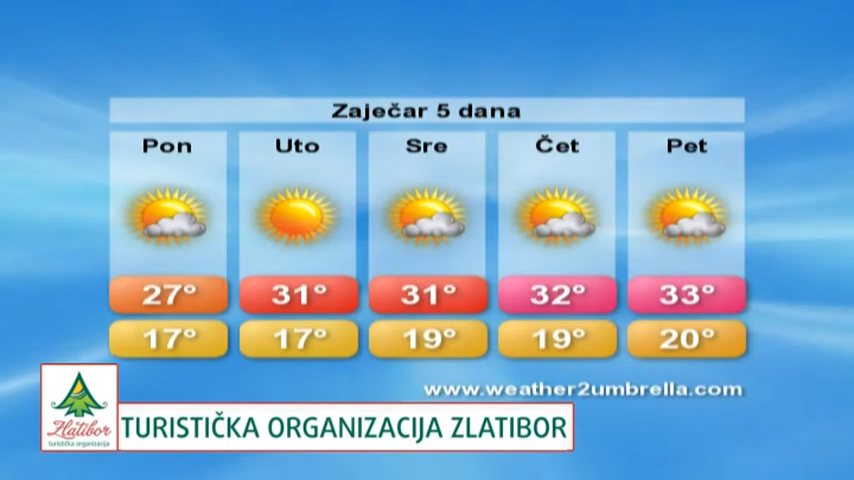 Zaječar 5 dana
Pon Uto Sre Čet Pet
27° 31° 31° 32° 33°
17° 17° 19° 19° 20°
www.weather2umbrella.com
Zlatibor
turistička organizacija
TURISTIČKA ORGANIZACIJA ZLATIBOR